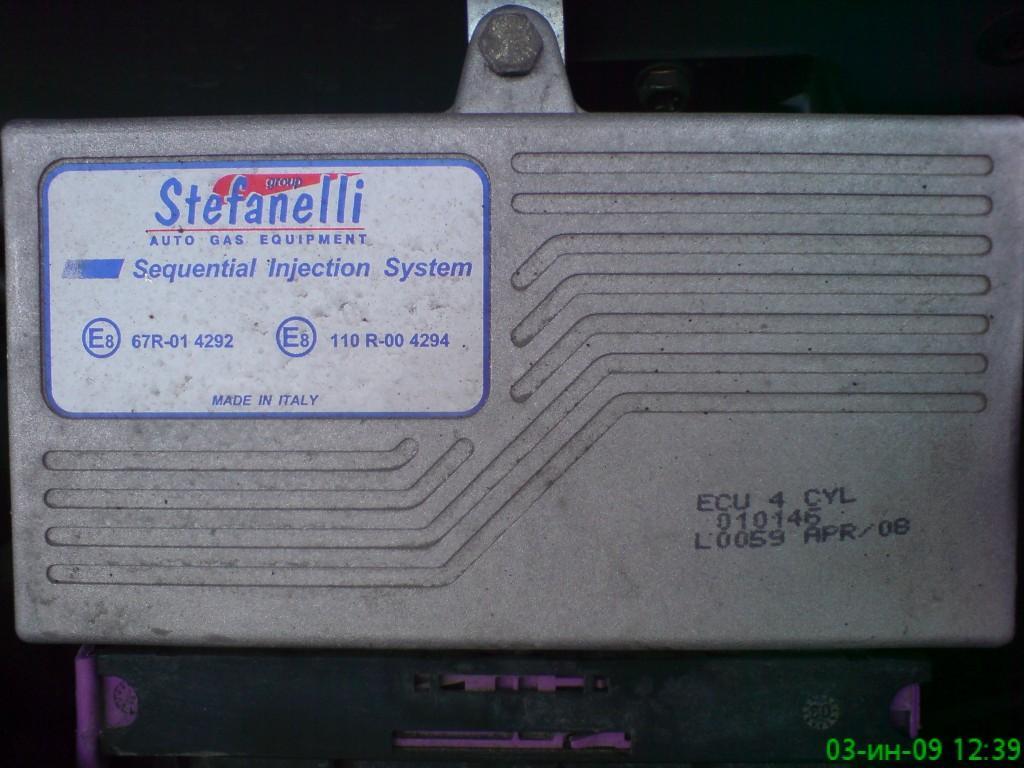 group
Stefanelli
AUTO GAS EQUIPMENT
Sequential Injection System
E8 67R-01 4292 E8 110 R-00 4294
MADE IN ITALY
ECU 4 CYL
010146
L0059 APR/08
03-ин-09 12:39